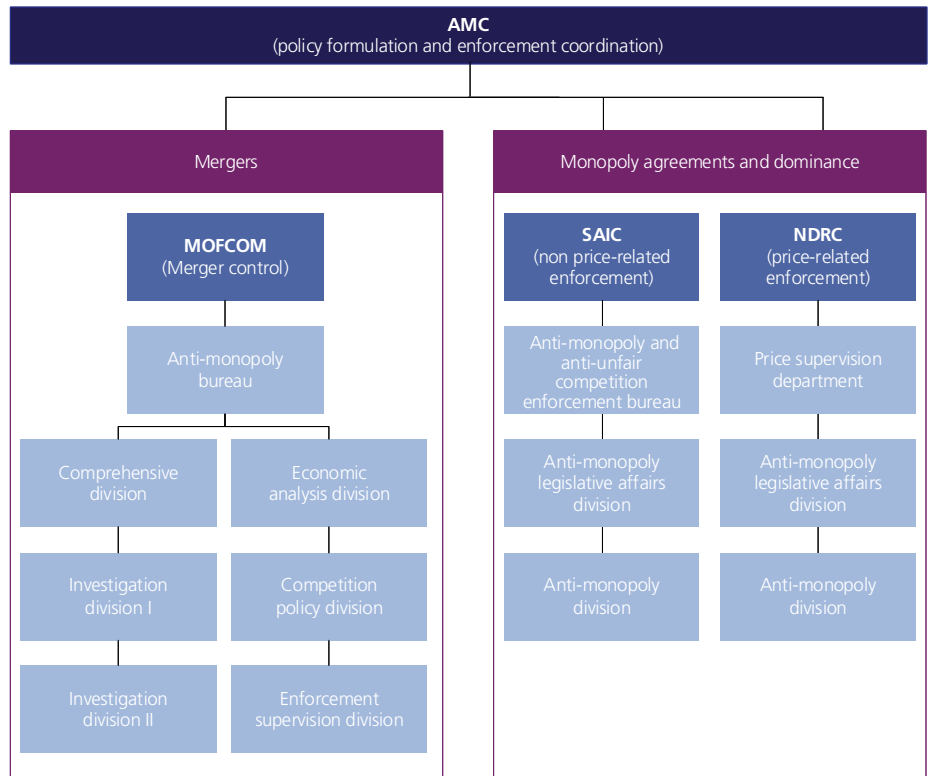 AMC
(policy formulation and enforcement coordination)
Mergers
MOFCOM
(Merger control)
Anti-monopoly
bureau
Comprehensive
division
Economic
analysis division
Investigation
division I
Competition
policy division
Investigation
division II
Enforcement
supervision division
Monopoly agreements and dominance
SAIC
(non price-related
enforcement)
Anti-monopoly and
anti-unfair
competition
enforcement bureau
Anti-monopoly
legislative affairs
division
Anti-monopoly
division
NDRC
(price-related
enforcement)
Price supervision
department
Anti-monopoly
legislative affairs
division
Anti-monopoly
division